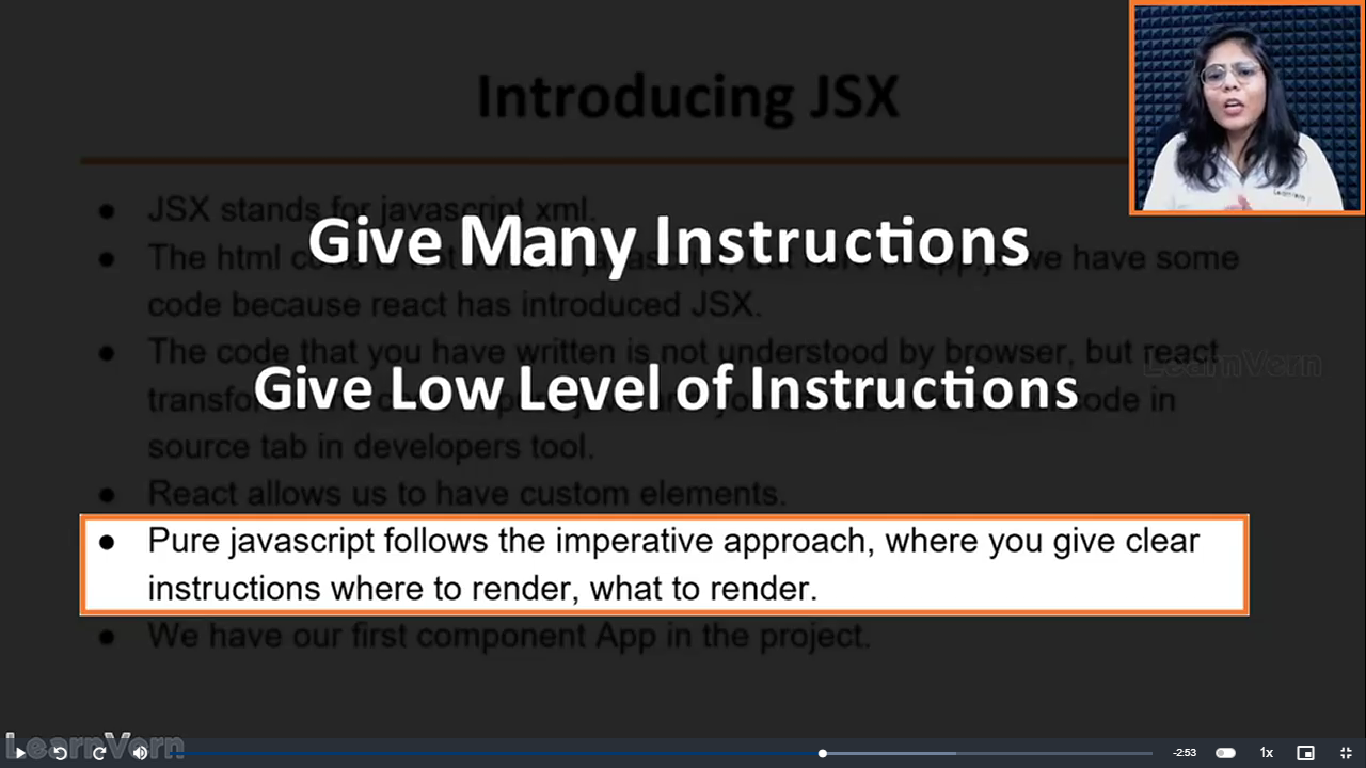 Introducing JSX
JSX stands for javascript xml.
Give Many Instructions
The html code is not javascript, but here in app.js we have some
code because react has introduced JSX.
The code that you have written is not understood by browser, but react
LearnVern
Give Low Level of Instructions
code in
source tab in developers tool.
React allows us to have custom elements.
Pure javascript follows the imperative approach, where you give clear
instructions where to render, what to render.
We have our first component App in the project.
LearnVern
-2:53
1x